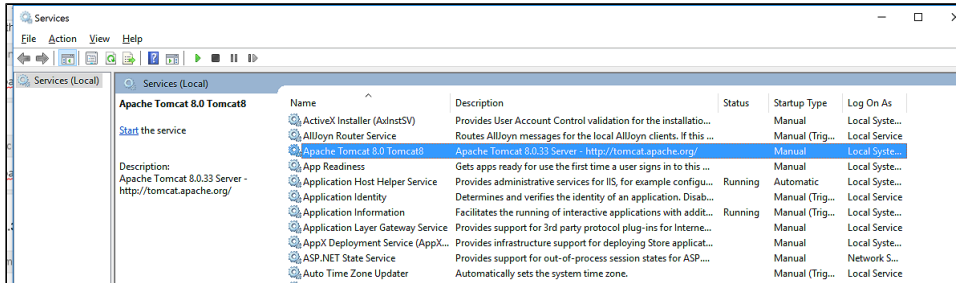 Services
File Action View Help
Services (Local)
Services (Local)
Apache Tomcat 8.0 Tomcat8
Start the service
Description:
Apache Tomcat 8.0.33 Server -
http://tomcat.apache.org/
Name Description Status Startup Type Log On As
ActiveX Installer (AxInstSV) Provides User Account Control validation for the installatio... Manual Local Syste...
AllJoyn Router Service Routes AllJoyn messages for the local AllJoyn clients. If this ... Manual (Trig... Local Service
Apache Tomcat 8.0 Tomcat8 Apache Tomcat 8.0.33 Server - http://tomcat.apache.org/ Manual Local Syste...
App Readiness Gets apps ready for use the first time a user signs in to this ... Manual Local Syste...
Application Host Helper Service Provides administrative services for IIS, for example configu... Running Automatic Local Syste...
Application Identity Determines and verifies the identity of an application. Disab... Manual (Trig... Local Service
Application Information Facilitates the running of interactive applications with addit... Running Manual (Trig... Local Syste...
Application Layer Gateway Service Provides support for 3rd party protocol plug-ins for Interne... Manual Local Service
AppX Deployment Service (AppX... Provides infrastructure support for deploying Store applicat... Manual Local Syste...
ASP.NET State Service Provides support for out-of-process session states for ASP.... Manual Network S...
Auto Time Zone Updater Automatically sets the system time zone. Manual (Trig... Local Service